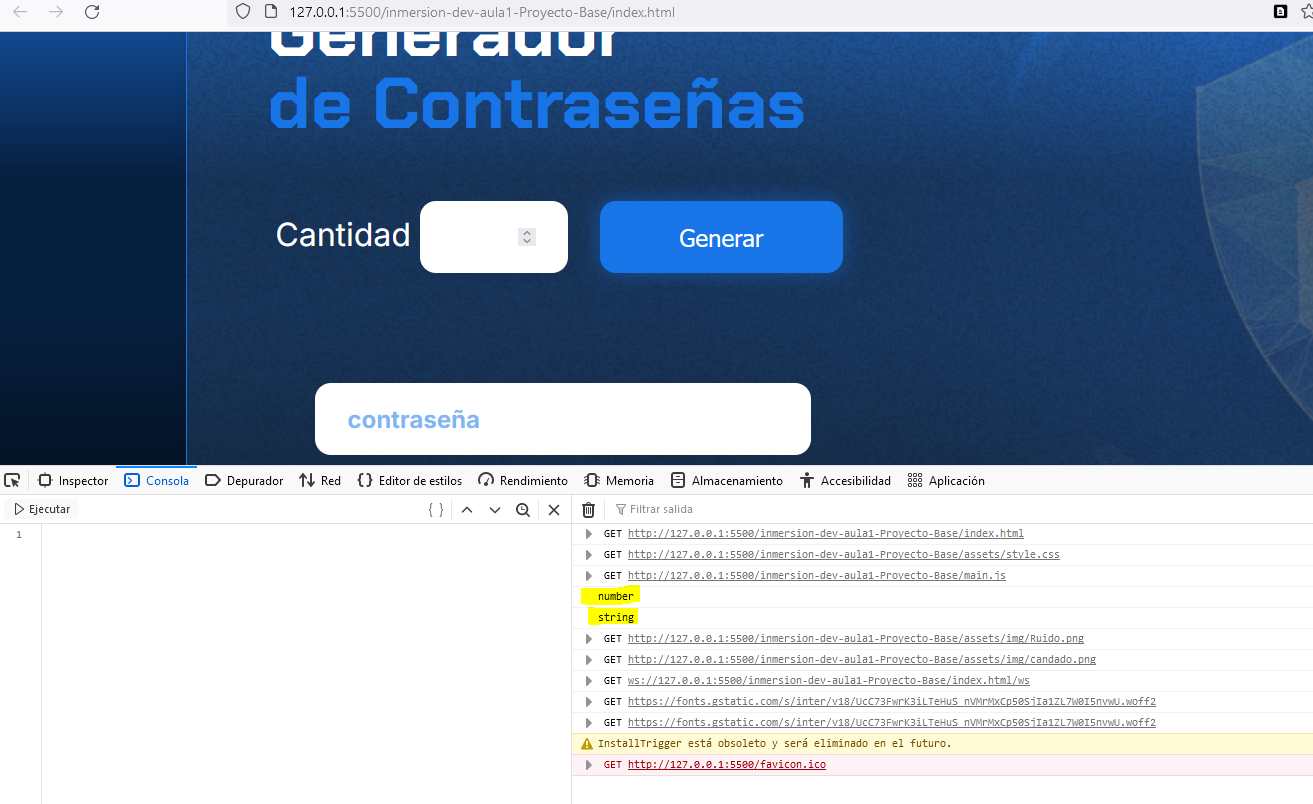 127.0.0.1:5500/inmersion-dev-aula1-Proyecto-Base/index.html
Generador
de Contraseñas
Cantidad
Generar
contraseña
Inspector Consola Depurador Red Editor de estilos Rendimiento Memoria Almacenamiento Accesibilidad Aplicación
Ejecutar
Filtrar salida
1
GET http://127.0.0.1:5500/inmersion-dev-aula1-Proyecto-Base/index.html
GET http://127.0.0.1:5500/inmersion-dev-aula1-Proyecto-Base/assets/style.css
GET http://127.0.0.1:5500/inmersion-dev-aula1-Proyecto-Base/main.js
number
string
GET http://127.0.0.1:5500/inmersion-dev-aula1-Proyecto-Base/assets/img/Ruido.png
GET http://127.0.0.1:5500/inmersion-dev-aula1-Proyecto-Base/assets/img/candado.png
GET ws://127.0.0.1:5500/inmersion-dev-aula1-Proyecto-Base/index.html/ws
GET https://fonts.gstatic.com/s/inter/v18/UcC73FwrK3iLTeHuS_nVMrMxCp50SjIa1ZL7W0I5nvwU.woff2
GET https://fonts.gstatic.com/s/inter/v18/UcC73FwrK3iLTeHuS_nVMrMxCp50SjIa1ZL7W0I5nvwU.woff2
InstallTrigger está obsoleto y será eliminado en el futuro.
GET http://127.0.0.1:5500/favicon.ico